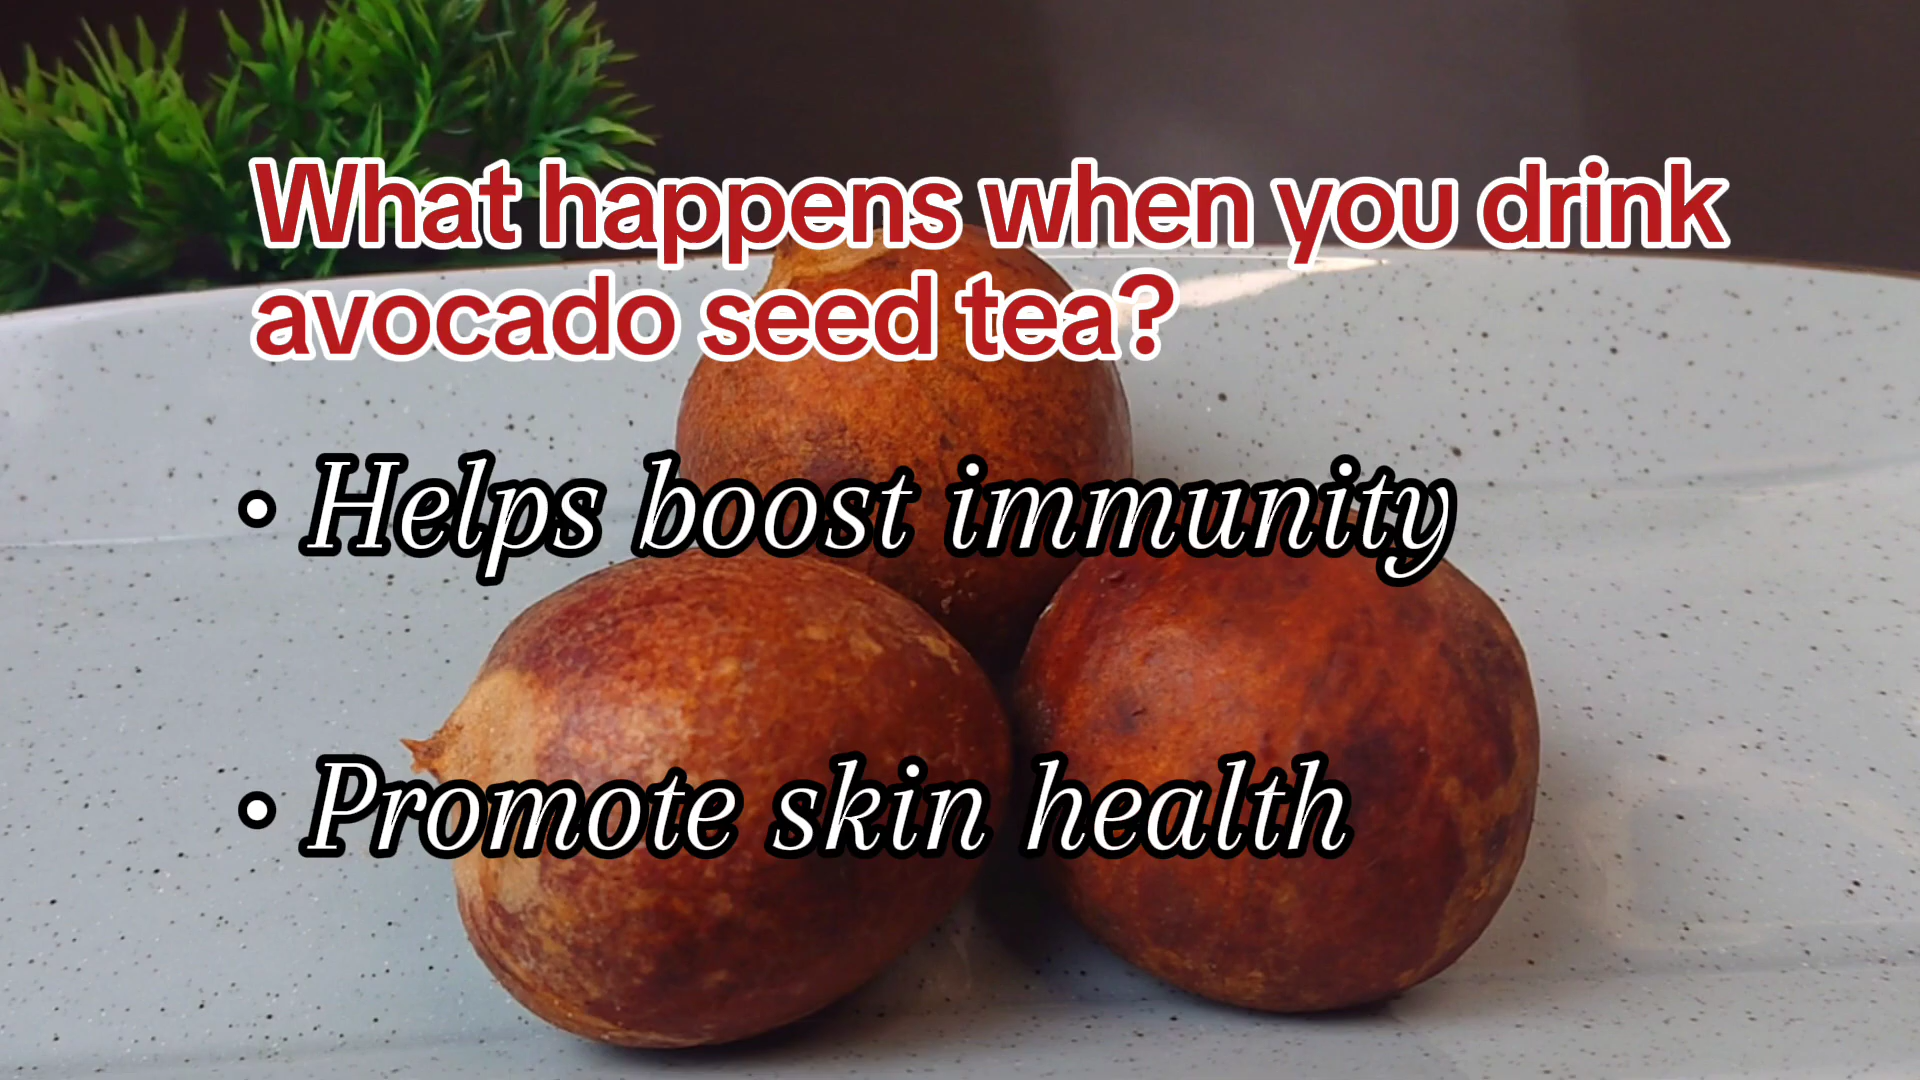 What happens when you drink
avocado seed tea?
• Helps boost immunity
• Promote skin health